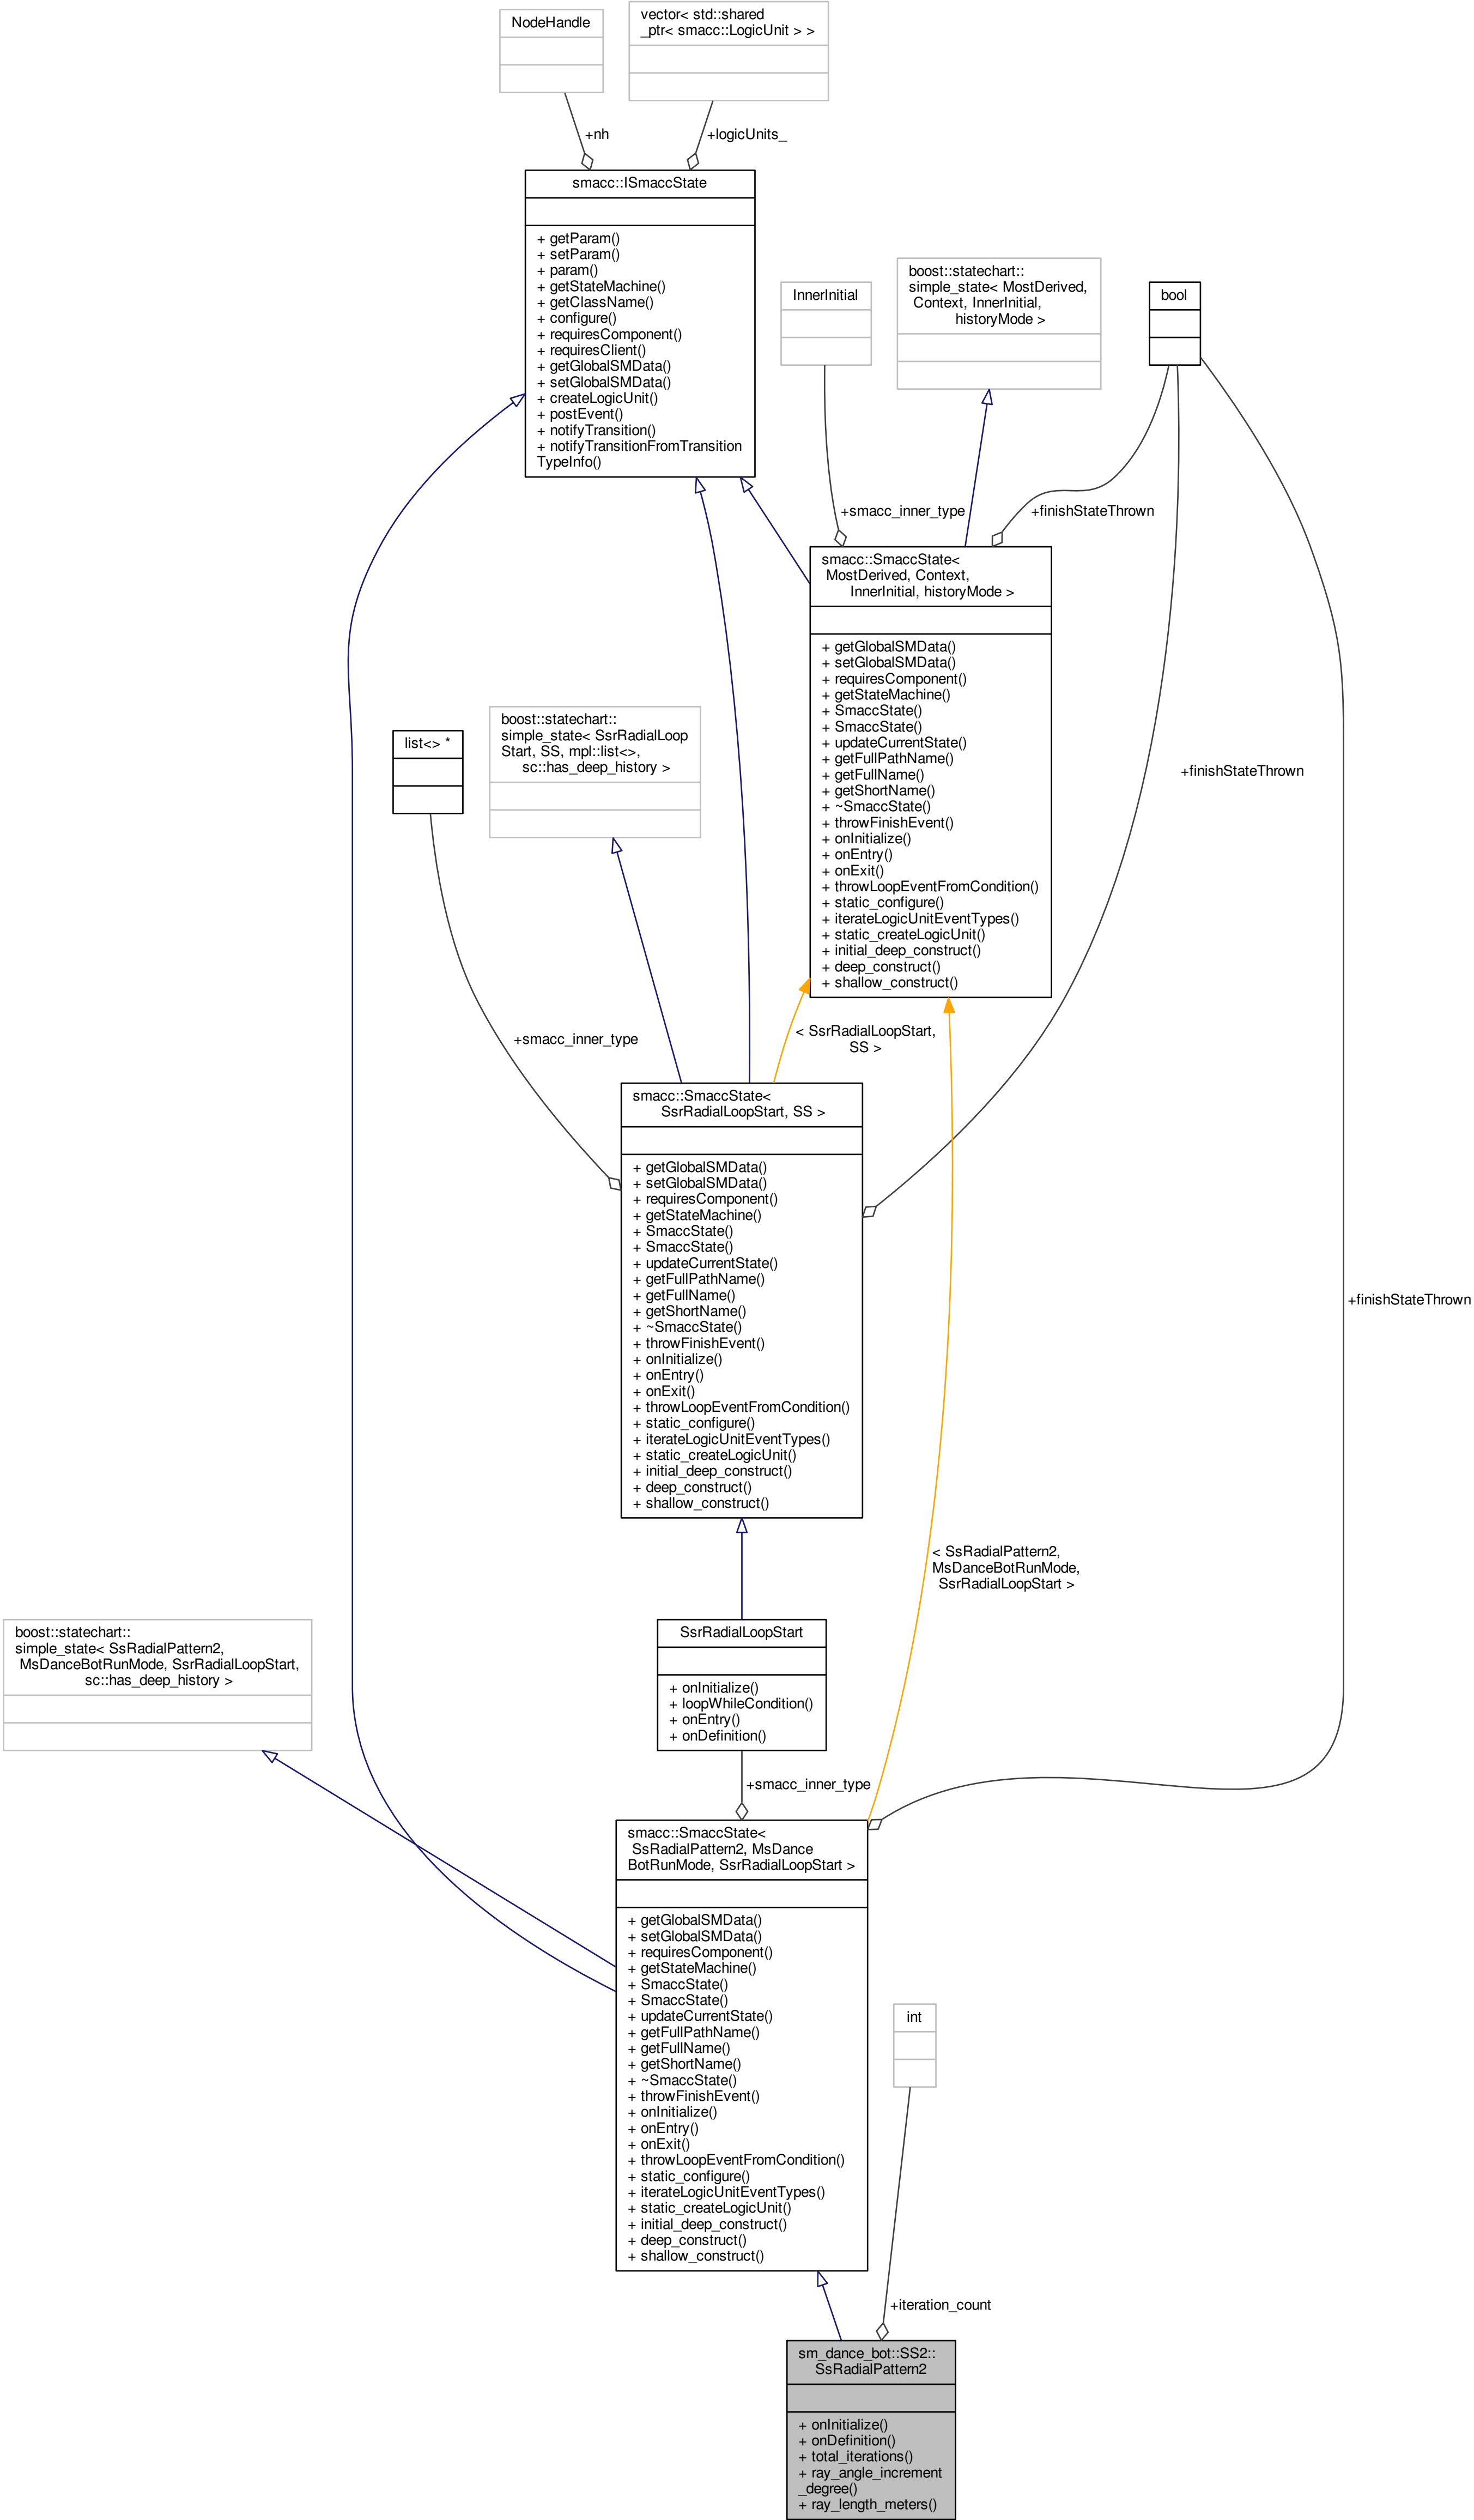 NodeHandle
vector< std::shared
_ptr< smacc::LogicUnit > >
+nh
+logicUnits_
smacc::ISmaccState
+ getParam()
+ setParam()
+ param()
+ getStateMachine()
+ getClassName()
+ configure()
+ requiresComponent()
+ requiresClient()
+ getGlobalSMData()
+ setGlobalSMData()
+ createLogicUnit()
+ postEvent()
+ notifyTransition()
+ notifyTransitionFromTransition
TypeInfo()
InnerInitial
boost::statechart::
simple_state< MostDerived,
Context, InnerInitial,
historyMode >
bool
+smacc_inner_type
+finishStateThrown
smacc::SmaccState<
MostDerived, Context,
InnerInitial, historyMode >
+ getGlobalSMData()
+ setGlobalSMData()
+ requiresComponent()
+ getStateMachine()
+ SmaccState()
+ SmaccState()
+ updateCurrentState()
+ getFullPathName()
+ getFullName()
+ getShortName()
+ ~SmaccState()
+ throwFinishEvent()
+ onInitialize()
+ onEntry()
+ onExit()
+ throwLoopEventFromCondition()
+ static_configure()
+ iterateLogicUnitEventTypes()
+ static_createLogicUnit()
+ initial_deep_construct()
+ deep_construct()
+ shallow_construct()
list<> *
boost::statechart::
simple_state< SsrRadialLoop
Start, SS, mpl::list<>,
sc::has_deep_history >
+finishStateThrown
+smacc_inner_type
< SsrRadialLoopStart,
SS >
smacc::SmaccState<
SsrRadialLoopStart, SS >
+ getGlobalSMData()
+ setGlobalSMData()
+ requiresComponent()
+ getStateMachine()
+ SmaccState()
+ SmaccState()
+ updateCurrentState()
+ getFullPathName()
+ getFullName()
+ getShortName()
+ ~SmaccState()
+ throwFinishEvent()
+ onInitialize()
+ onEntry()
+ onExit()
+ throwLoopEventFromCondition()
+ static_configure()
+ iterateLogicUnitEventTypes()
+ static_createLogicUnit()
+ initial_deep_construct()
+ deep_construct()
+ shallow_construct()
+finishStateThrown
< SsRadialPattern2,
MsDanceBotRunMode,
SsrRadialLoopStart >
boost::statechart::
simple_state< SsRadialPattern2,
MsDanceBotRunMode, SsrRadialLoopStart,
sc::has_deep_history >
SsrRadialLoopStart
+ onInitialize()
+ loopWhileCondition()
+ onEntry()
+ onDefinition()
+smacc_inner_type
smacc::SmaccState<
SsRadialPattern2, MsDance
BotRunMode, SsrRadialLoopStart >
+ getGlobalSMData()
+ setGlobalSMData()
+ requiresComponent()
+ getStateMachine()
+ SmaccState()
+ SmaccState()
+ updateCurrentState()
+ getFullPathName()
+ getFullName()
+ getShortName()
+ ~SmaccState()
+ throwFinishEvent()
+ onInitialize()
+ onEntry()
+ onExit()
+ throwLoopEventFromCondition()
+ static_configure()
+ iterateLogicUnitEventTypes()
+ static_createLogicUnit()
+ initial_deep_construct()
+ deep_construct()
+ shallow_construct()
int
+iteration_count
sm_dance_bot::SS2::
SsRadialPattern2
+ onInitialize()
+ onDefinition()
+ total_iterations()
+ ray_angle_increment
_degree()
+ ray_length_meters()